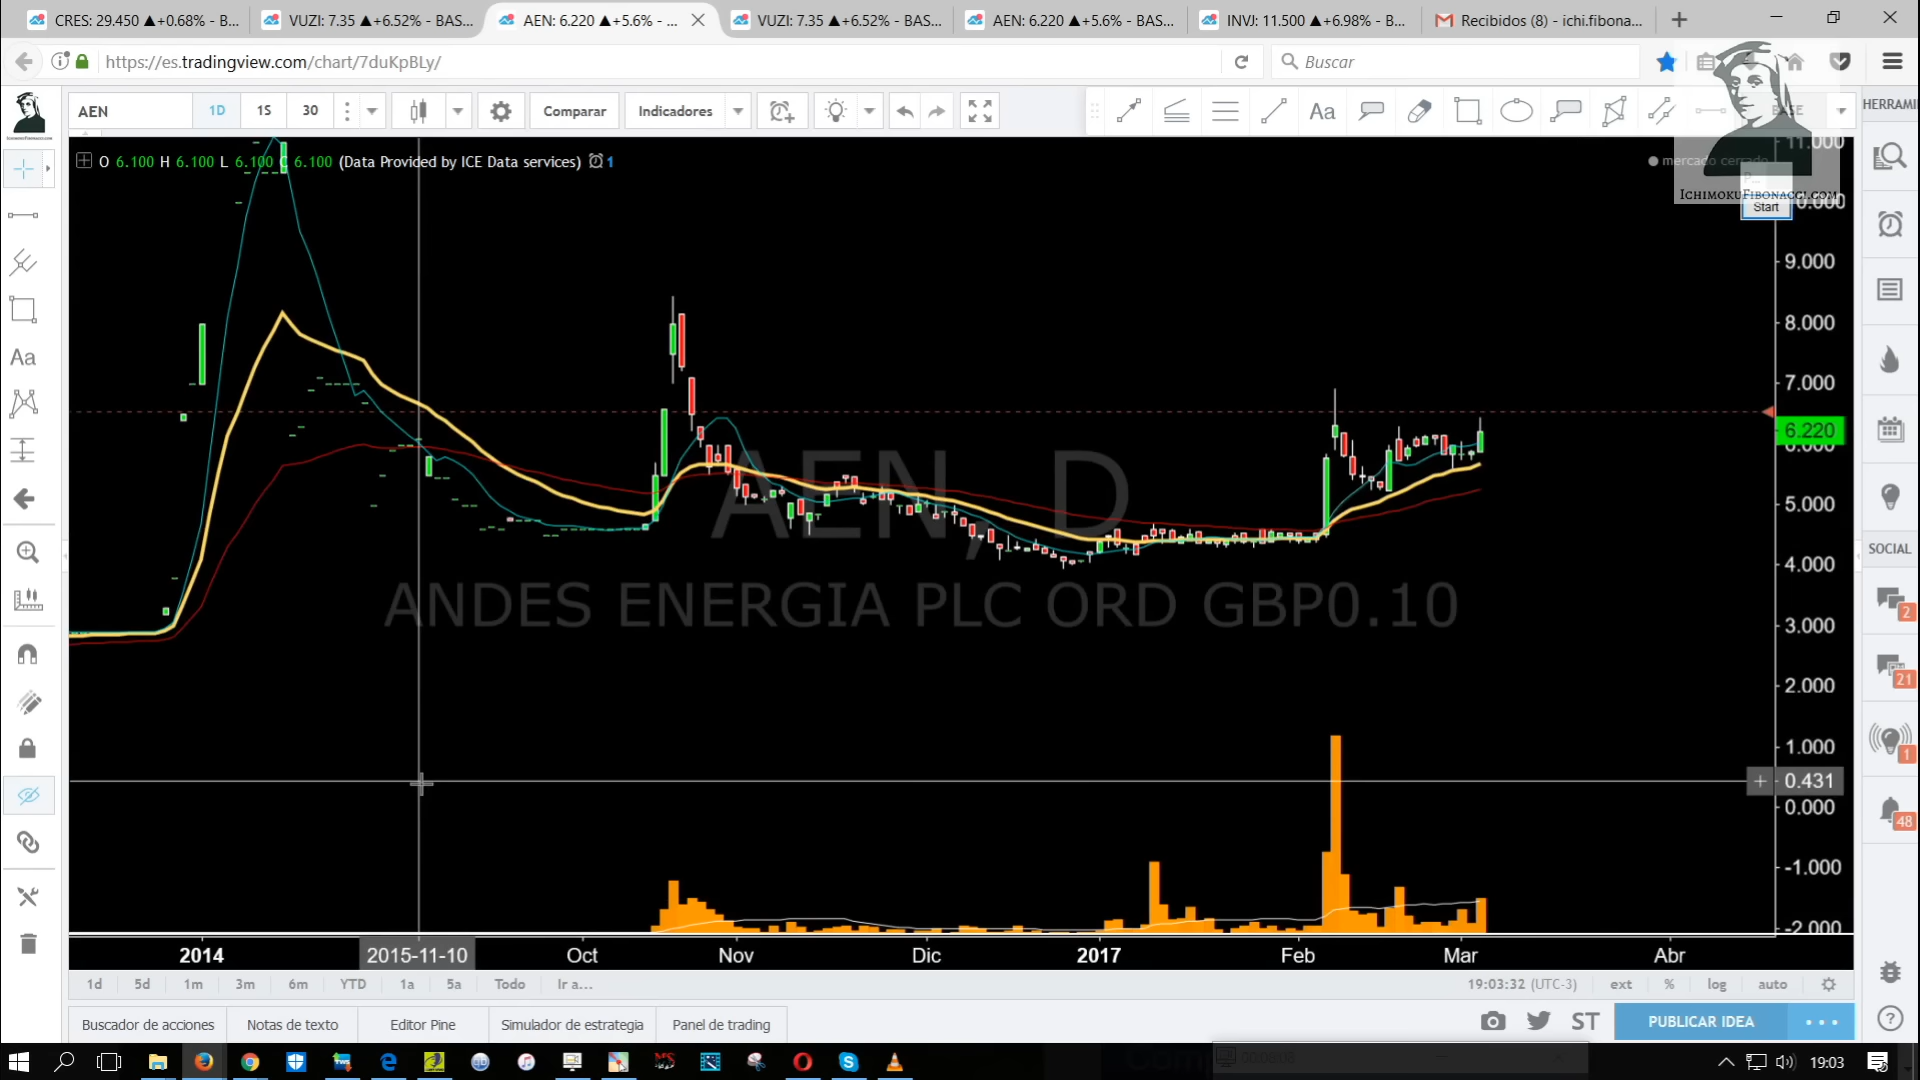 CRES: 29.450 ▲+0.68% - B... VUZI: 7.35 ▲+6.52% - BAS... AEN: 6.220 ▲+5.6% - ... VUZI: 7.35 ▲+6.52% - BAS... AEN: 6.220 ▲+5.6% - BAS... INVJ: 11.500 ▲+6.98% - B... Recibidos (8) - ichi.fibona...
https://es.tradingview.com/chart/7duKpBLy/ Buscar
AEN 1D 1S 30 Comparar Indicadores Aa HERRAMI
O 6.100 H 6.100 L 6.100 C 6.100 (Data Provided by ICE Data services) 1
mercado cerrado
IchimokuFibonacci.com
Start
11.000
9.000
8.000
7.000
6.220
6.000
5.000
4.000
3.000
2.000
1.000
0.431
0.000
-1.000
-2.000
Aa
AEN, D
ANDES ENERGIA PLC ORD GBP0.10
SOCIAL
2
21
1
48
2014 2015-11-10 Oct Nov Dic 2017 Feb Mar Abr
1d 5d 1m 3m 6m YTD 1a 5a Todo Ir a... 19:03:32 (UTC-3) ext % log auto
Buscador de acciones Notas de texto Editor Pine Simulador de estrategia Panel de trading ST PUBLICAR IDEA
19:03